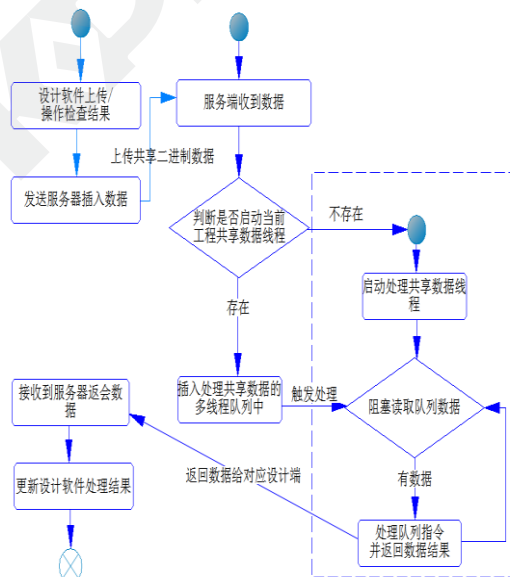 设计软件上传/
操作检查结果
服务端收到数据
上传共享二进制数据
发送服务器插入数据
判断是否启动当前
工程共享数据线程
不存在
启动处理共享数据线
程
存在
插入处理共享数据的
多线程队列中
触发处理
阻塞读取队列数据
接收到服务器返会数
据
返回数据给对应设计端
有数据
更新设计软件处理结果
处理队列指令
并返回数据结果